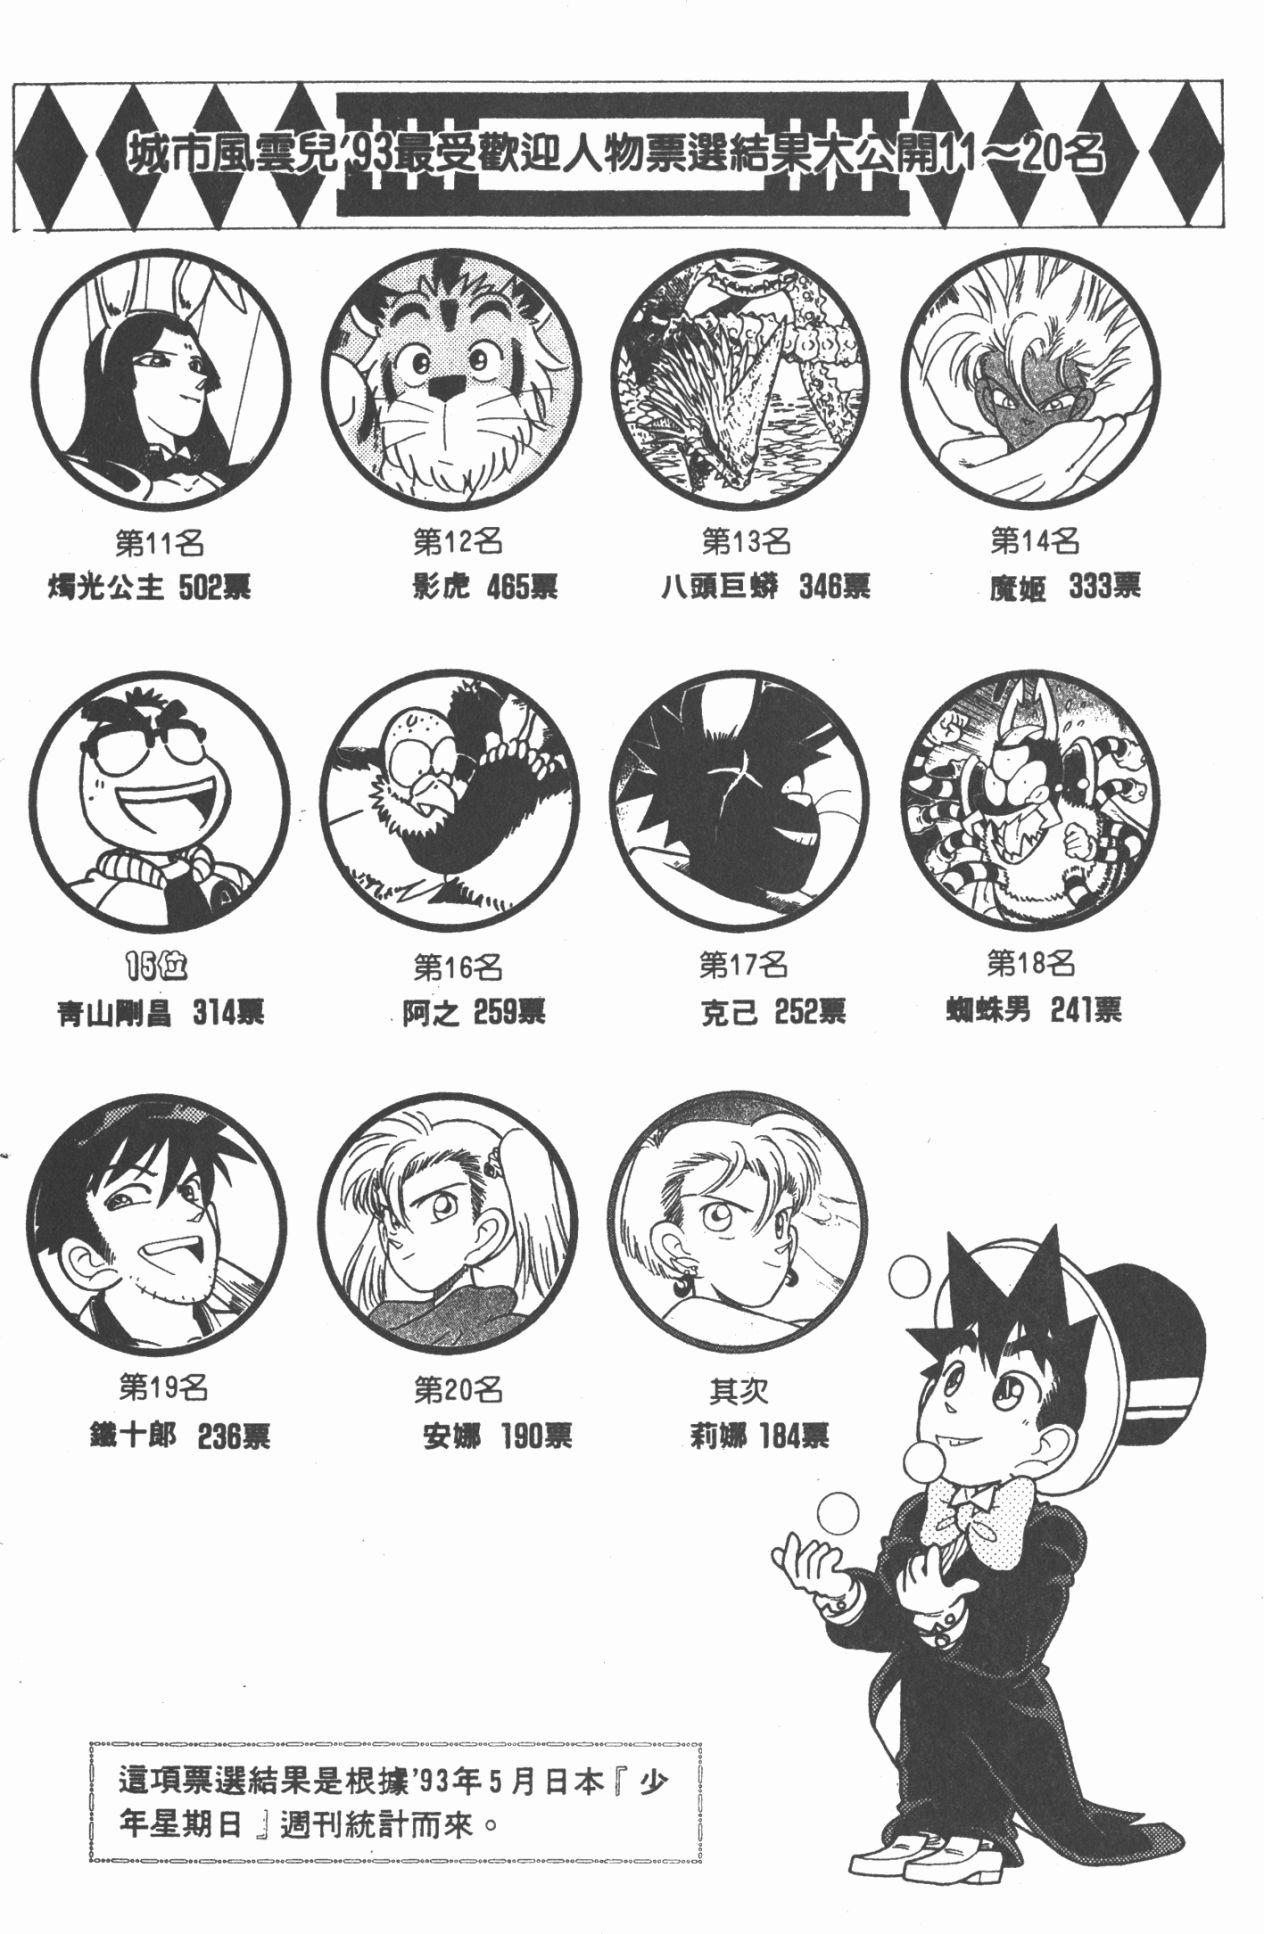 城市風雲兒'93最受歡迎人物票選結果大公開11～20名
第11名
燭光公主 502票
第12名
影虎 465票
第13名
八頭巨蟒 346票
第14名
魔姬 333票
15位
青山剛昌 314票
第16名
阿之 259票
第17名
克己 252票
第18名
蜘蛛男 241票
第19名
鐵十郎 236票
第20名
安娜 190票
其次
莉娜 184票
這項票選結果是根據'93年5月日本『少
年星期日』週刊統計而來。